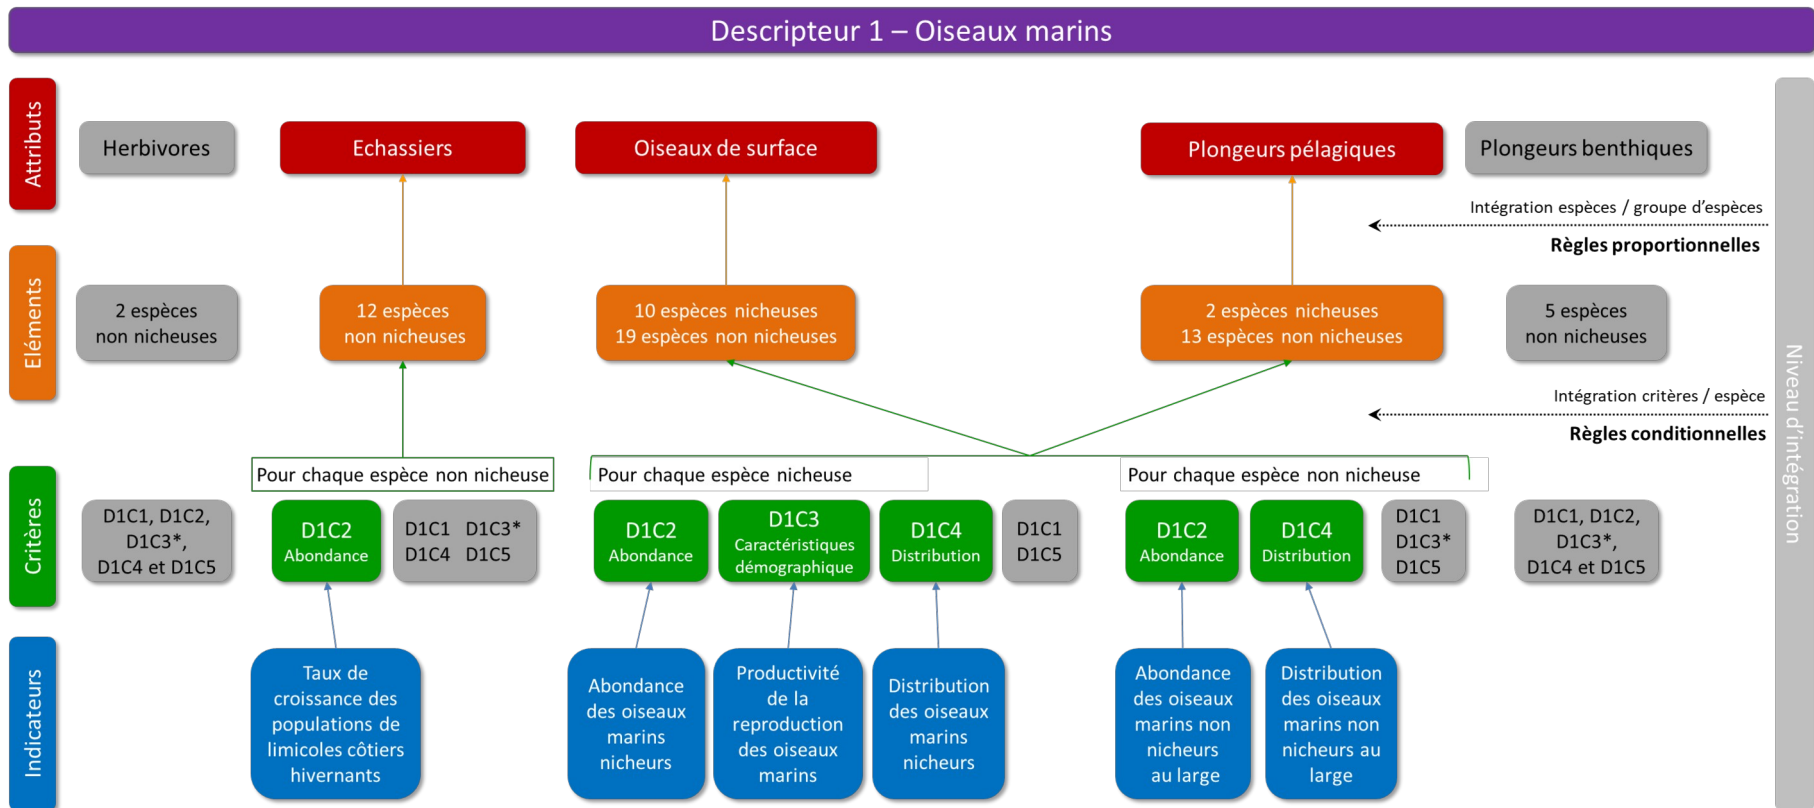 Descripteur 1 – Oiseaux marins
Attributs
Herbivores
Echassiers
Oiseaux de surface
Plongeurs pélagiques
Plongeurs benthiques
Intégration espèces / groupe d'espèces
Règles proportionnelles
Eléments
2 espèces
non nicheuses
12 espèces
non nicheuses
10 espèces nicheuses
19 espèces non nicheuses
2 espèces nicheuses
13 espèces non nicheuses
5 espèces
non nicheuses
Niveau d'intégration
Intégration critères / espèce
Règles conditionnelles
Critères
Pour chaque espèce non nicheuse
Pour chaque espèce nicheuse
Pour chaque espèce non nicheuse
D1C1, D1C2,
D1C3*,
D1C4 et D1C5
D1C2
Abondance
D1C1 D1C3*
D1C4 D1C5
D1C2
Abondance
D1C3
Caractéristiques
démographique
D1C4
Distribution
D1C1
D1C5
D1C2
Abondance
D1C4
Distribution
D1C1
D1C3*
D1C5
D1C1, D1C2,
D1C3*,
D1C4 et D1C5
Indicateurs
Taux de
croissance des
populations de
limicoles côtiers
hivernants
Abondance
des oiseaux
marins
nicheurs
Productivité
de la
reproduction
des oiseaux
marins
Distribution
des oiseaux
marins
nicheurs
Abondance
des oiseaux
marins non
nicheurs
au large
Distribution
des oiseaux
marins non
nicheurs au
large